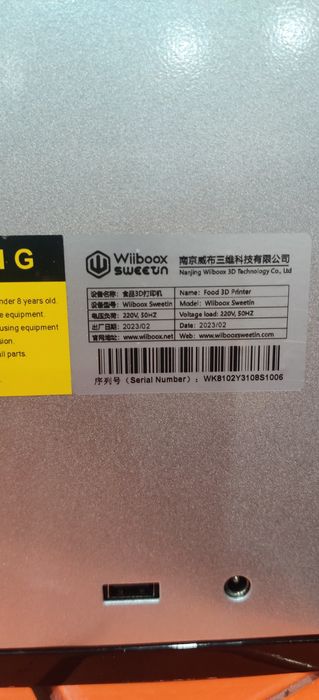 N G
Wiiboox
SWEETIN
南京威布三维科技有限公司
Nanjing Wiiboox 3D Technology Co., Ltd
nder 8 years old.
e equipment.
using equipment
sion.
all parts.
设备名称: 食品3D打印机 Name: Food 3D Printer
设备型号: Wiiboox Sweetin Model: Wiiboox Sweetin
电压负荷: 220V, 50HZ Voltage load: 220V, 50HZ
出厂日期: 2023/02 Date: 2023/02
官网地址: www.wiiboox.net Web: www.wiibooxsweetin.com
序列号 (Serial Number) : WK8102Y3108S1006